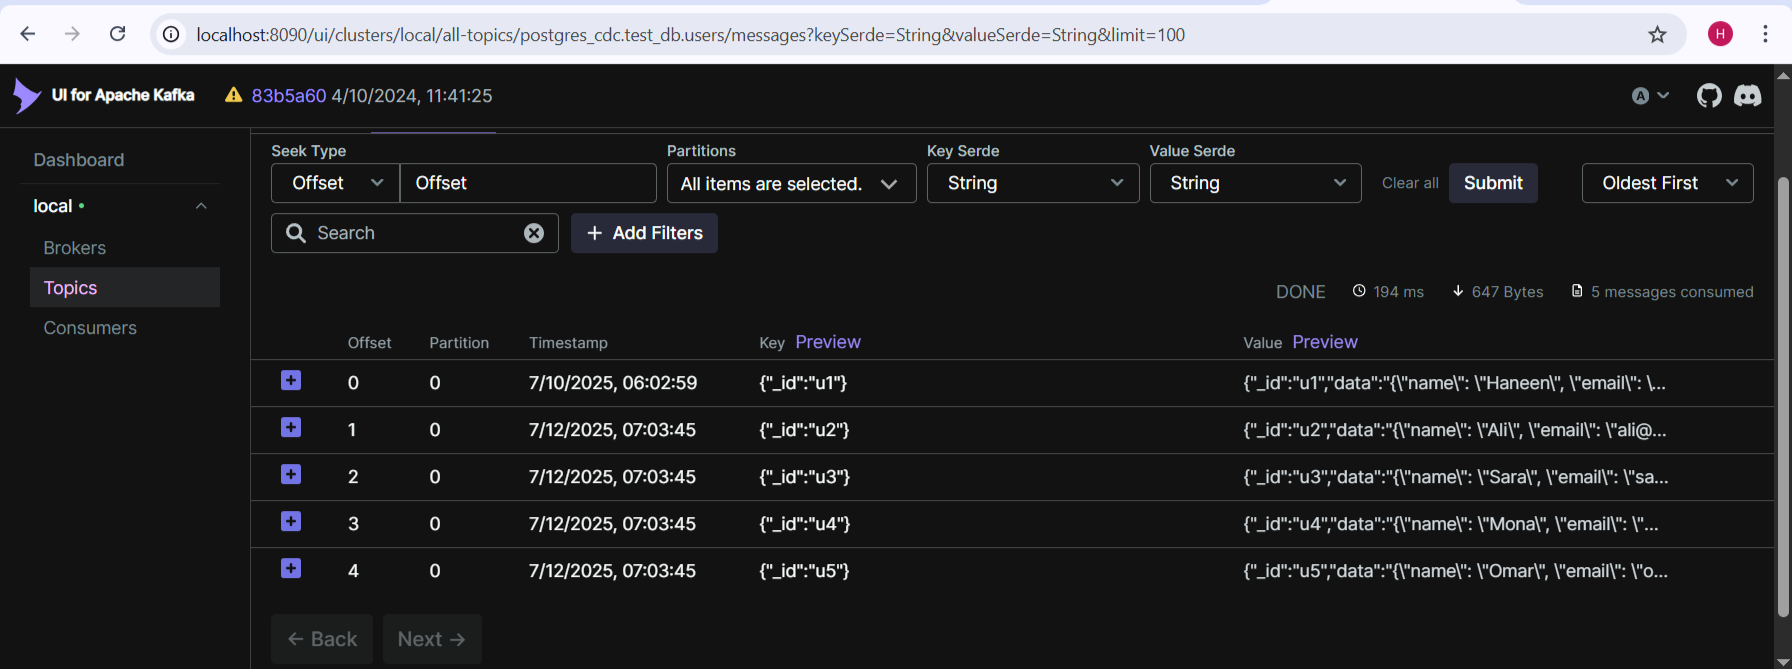 localhost:8090/ui/clusters/local/all-topics/postgres_cdc.test_db.users/messages?keySerde=String&valueSerde=String&limit=100
H
UI for Apache Kafka 83b5a60 4/10/2024, 11:41:25 A
Dashboard
local
Brokers
Topics
Consumers
Seek Type Partitions Key Serde Value Serde
Offset Offset All items are selected. String String Clear all Submit Oldest First
Search Add Filters
DONE 194 ms 647 Bytes 5 messages consumed
Offset Partition Timestamp Key Preview Value Preview
0 0 7/10/2025, 06:02:59 {"_id":"u1"} {"_id":"u1","data":"{\"name\": \"Haneen\", \"email\": \...
1 0 7/12/2025, 07:03:45 {"_id":"u2"} {"_id":"u2","data":"{\"name\": \"Ali\", \"email\": \"ali@...
2 0 7/12/2025, 07:03:45 {"_id":"u3"} {"_id":"u3","data":"{\"name\": \"Sara\", \"email\": \"sa...
3 0 7/12/2025, 07:03:45 {"_id":"u4"} {"_id":"u4","data":"{\"name\": \"Mona\", \"email\": \"...
4 0 7/12/2025, 07:03:45 {"_id":"u5"} {"_id":"u5","data":"{\"name\": \"Omar\", \"email\": \"o...
← Back Next →